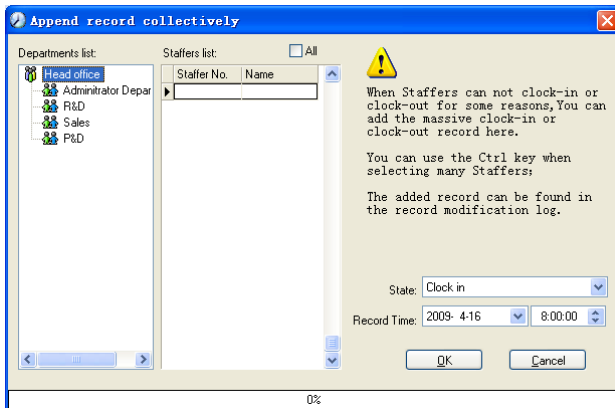 Append record collectively
Departments list:
Staffers list:
All
Head office
Adminitrator Depar
R&D
Sales
P&D
Staffer No.
Name
When Staffers can not clock-in or
clock-out for some reasons,You can
add the massive clock-in or
clock-out record here.
You can use the Ctrl key when
selecting many Staffers;
The added record can be found in
the record modification log.
State:
Clock in
Record Time:
2009- 4-16
8:00:00
OK
Cancel
0%